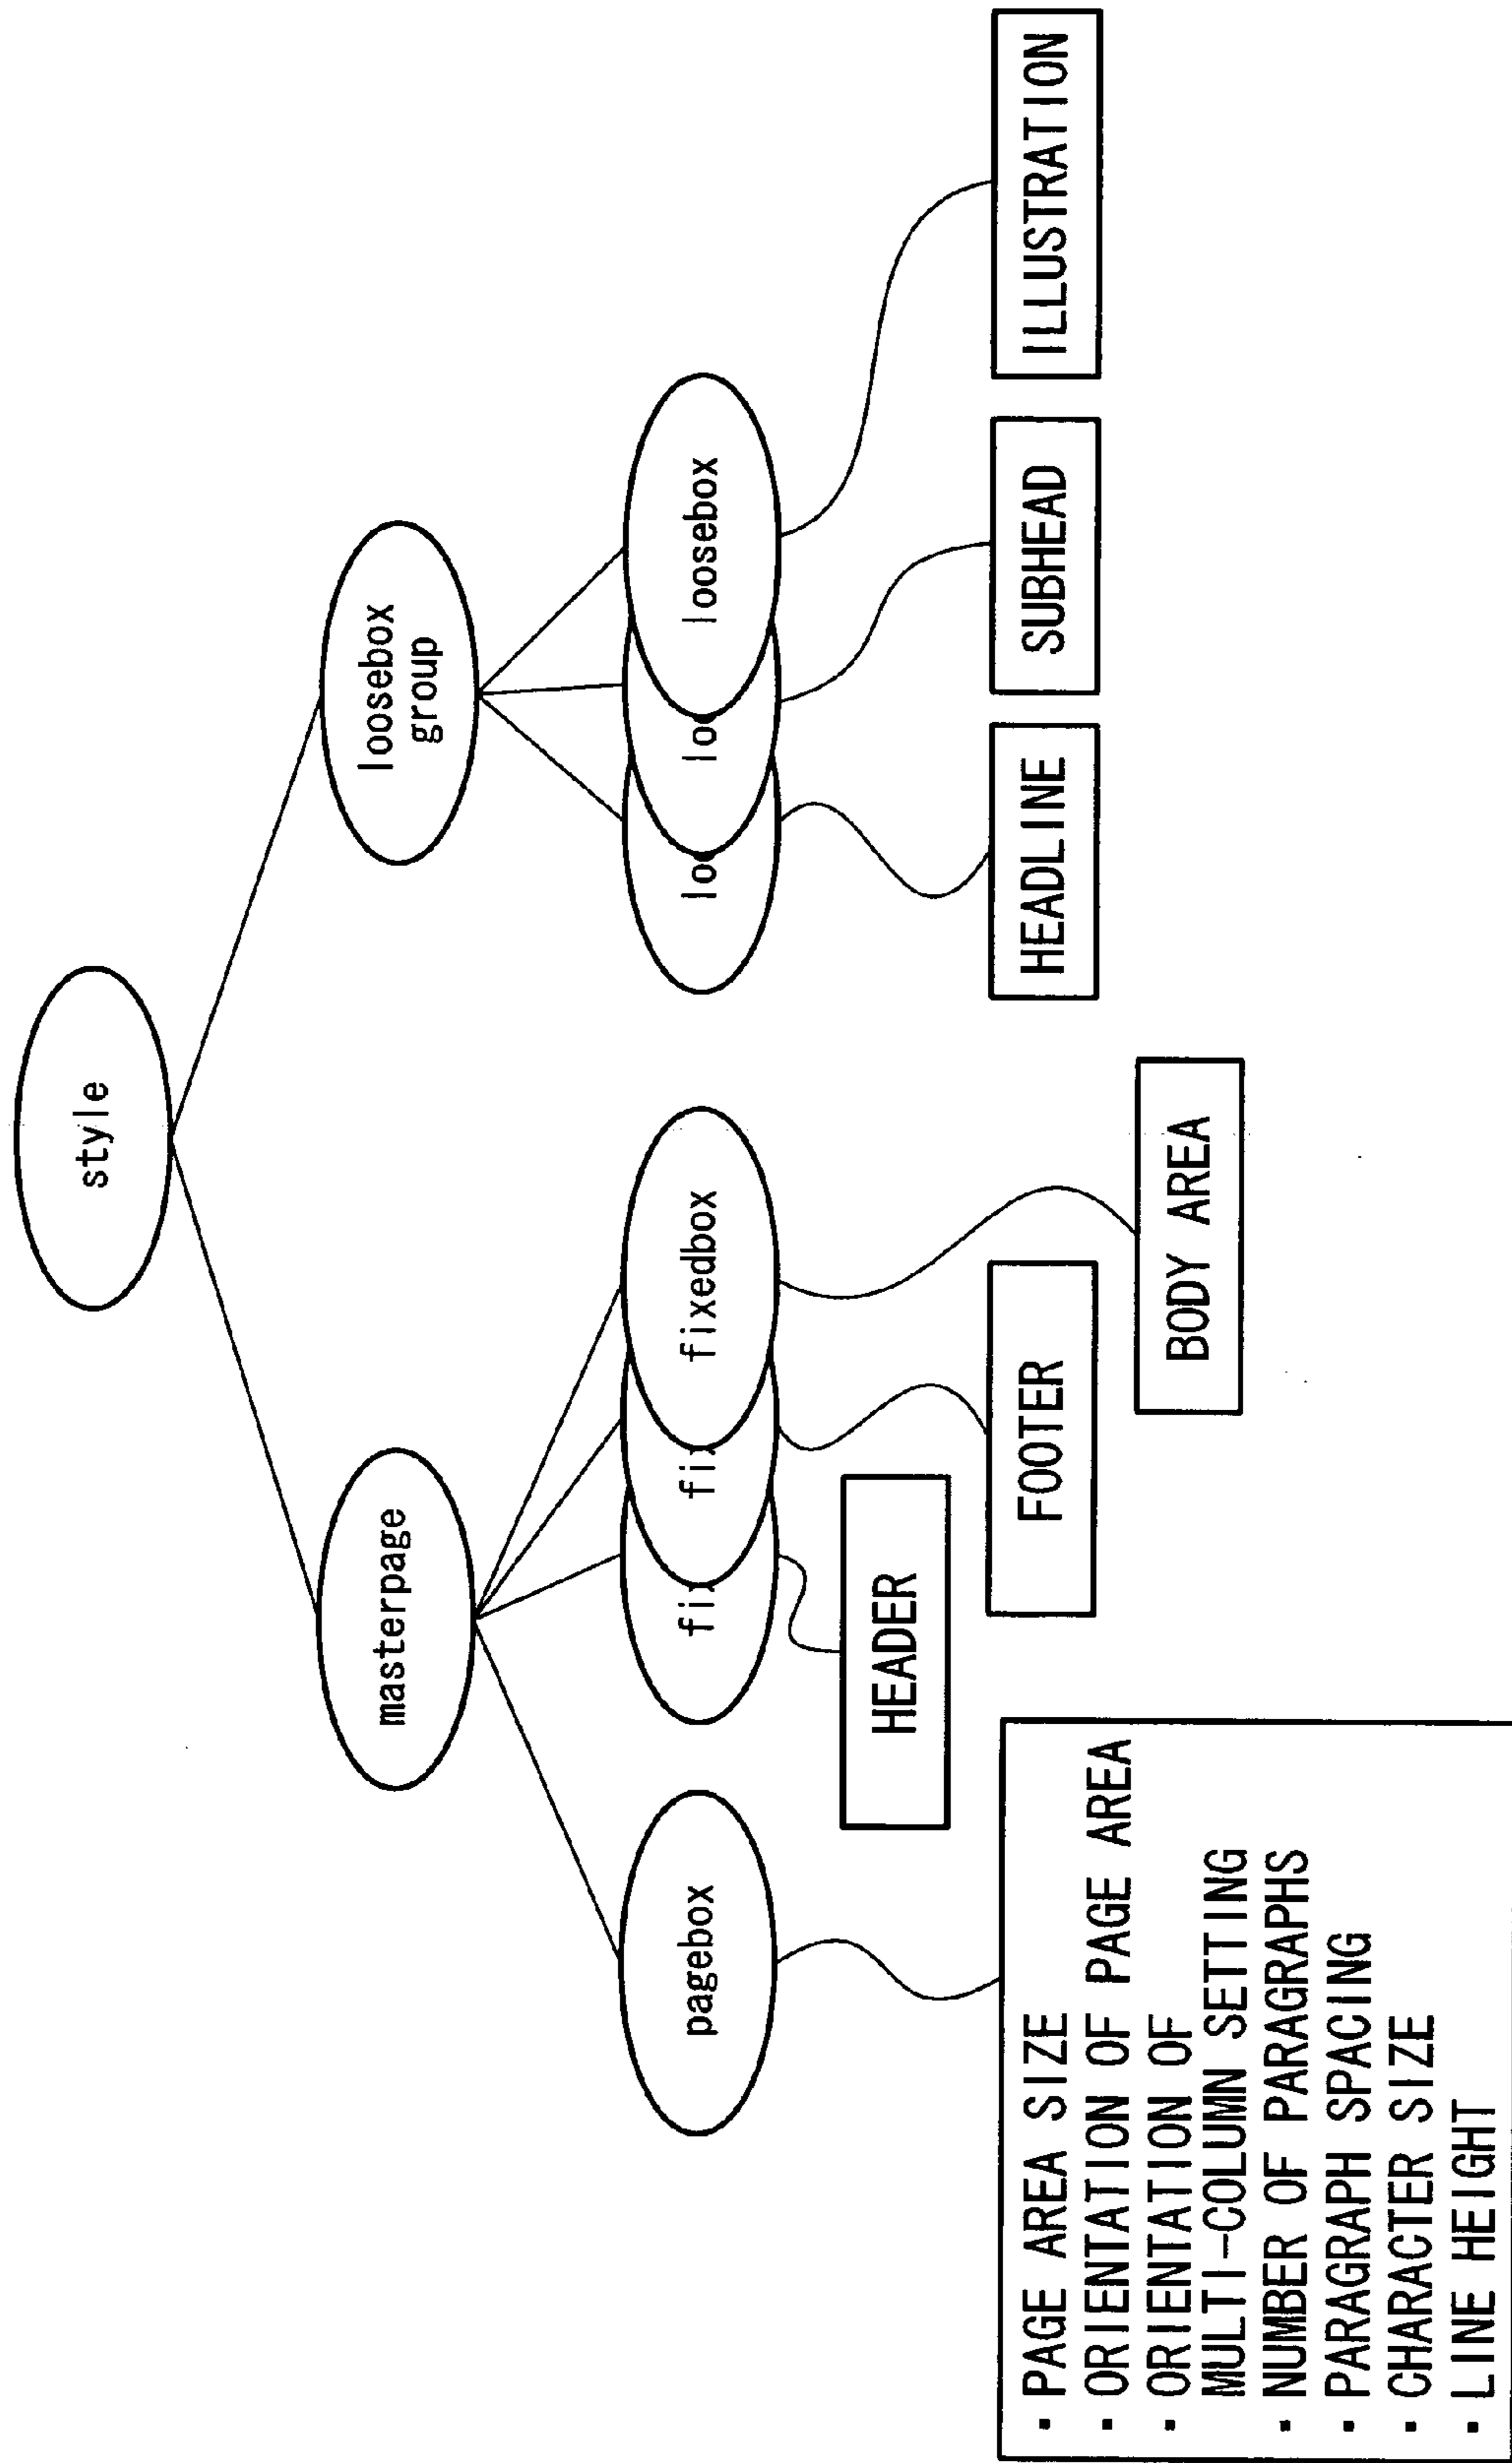 style
masterpage
loosebox
group
pagebox
fi
fi
fixedbox
lo
lo
loosebox
HEADER
FOOTER
BODY AREA
HEADLINE
SUBHEAD
ILLUSTRATION
· PAGE AREA SIZE
· ORIENTATION OF PAGE AREA
· ORIENTATION OF
MULTI-COLUMN SETTING
· NUMBER OF PARAGRAPHS
· PARAGRAPH SPACING
· CHARACTER SIZE
· LINE HEIGHT